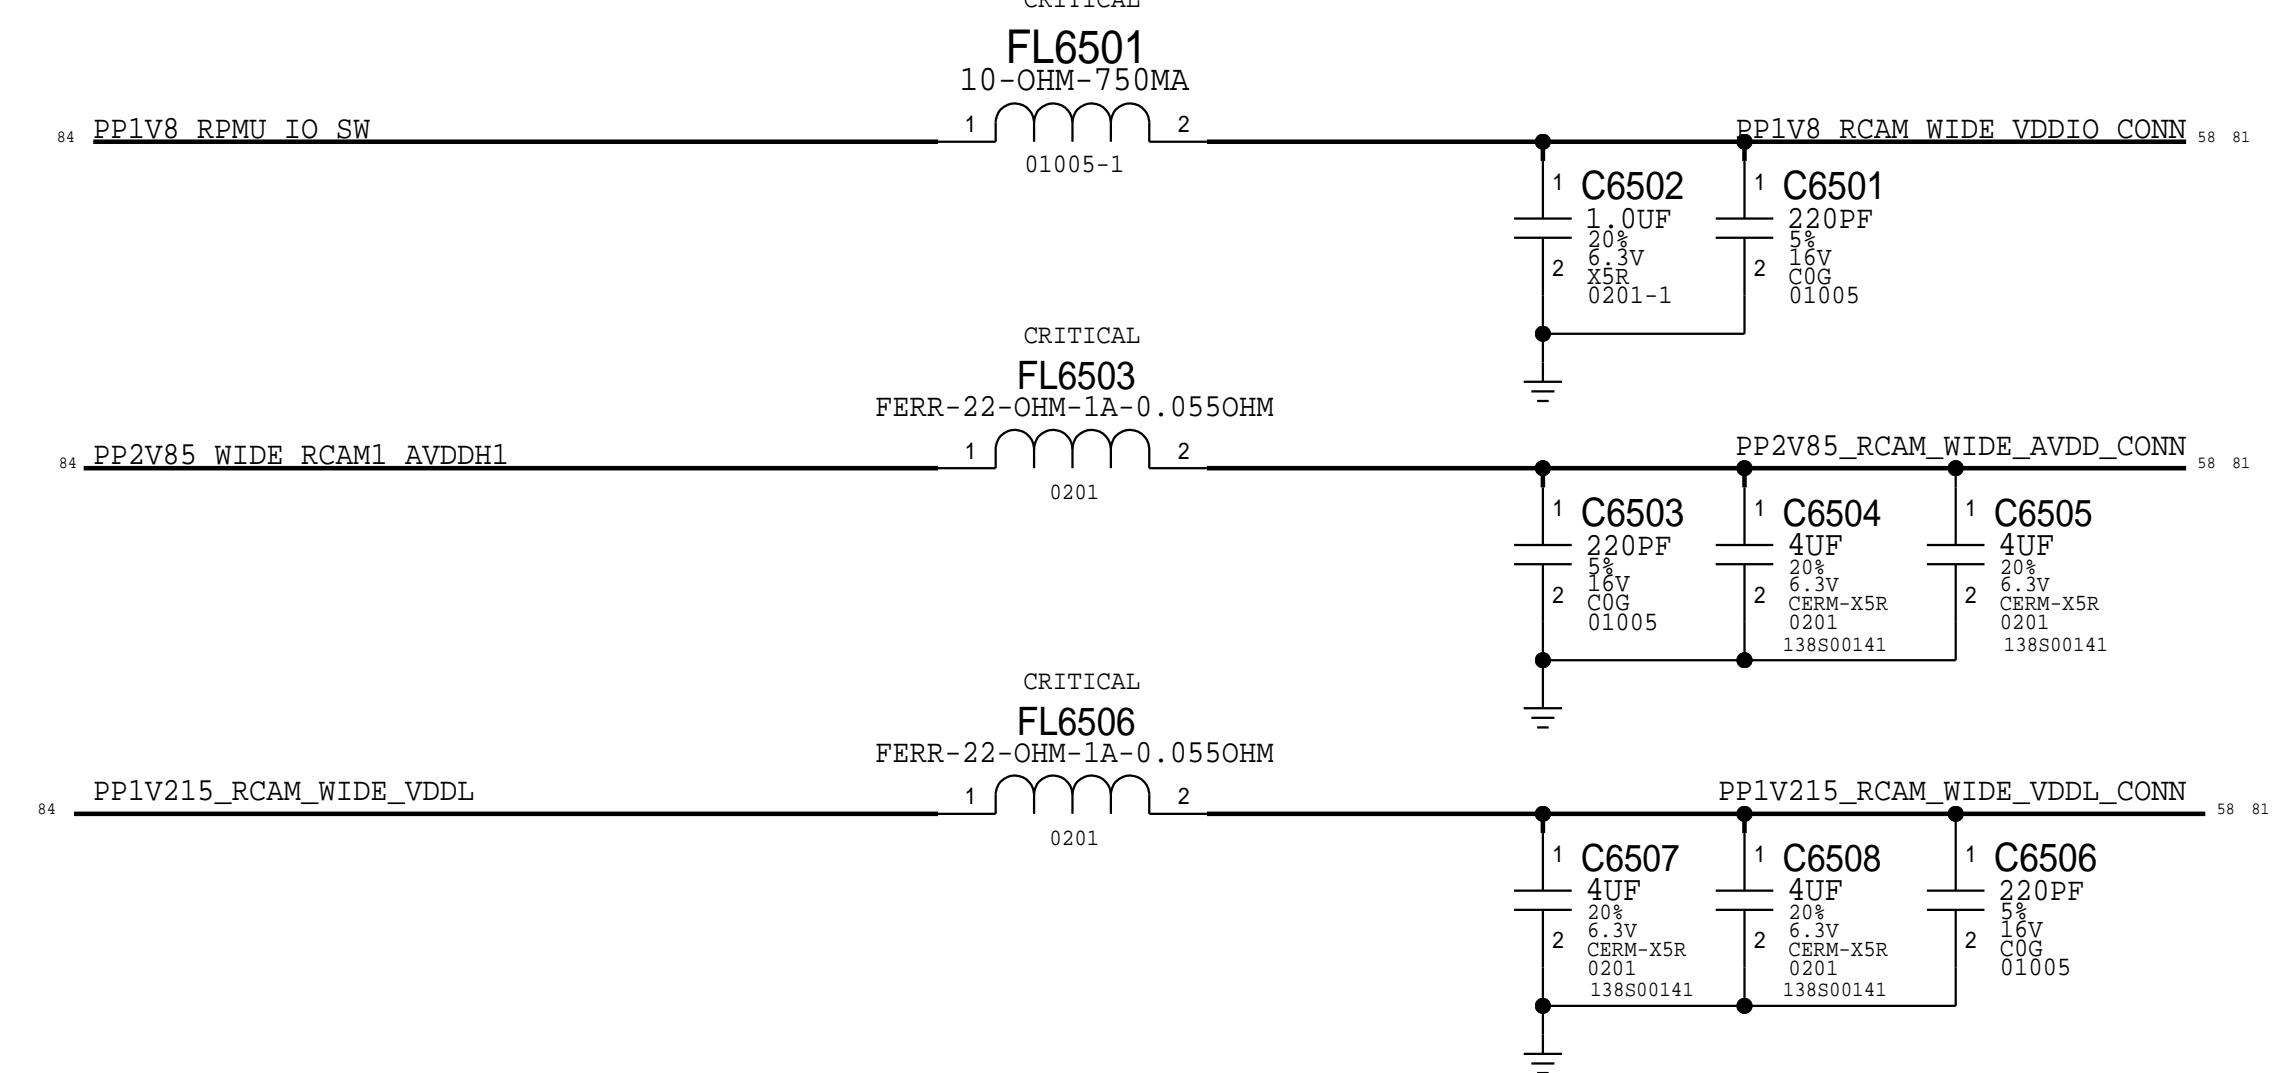 CRITICAL
FL6501
10-OHM-750MA
84 PP1V8_RPMU_IO_SW 1 2 PP1V8_RCAM_WIDE_VDDIO_CONN 58 81
01005-1
1 C6502 1 C6501
1.0UF 220PF
20% 5%
6.3V 16V
2 X5R 2 C0G
0201-1 01005
CRITICAL
FL6503
FERR-22-OHM-1A-0.055OHM
84 PP2V85_WIDE_RCAM1_AVDDH1 1 2 PP2V85_RCAM_WIDE_AVDD_CONN 58 81
0201
1 C6503 1 C6504 1 C6505
220PF 4UF 4UF
5% 20% 20%
16V 6.3V 6.3V
2 C0G 2 CERM-X5R 2 CERM-X5R
01005 0201 0201
138S00141 138S00141
CRITICAL
FL6506
FERR-22-OHM-1A-0.055OHM
84 PP1V215_RCAM_WIDE_VDDL 1 2 PP1V215_RCAM_WIDE_VDDL_CONN 58 81
0201
1 C6507 1 C6508 1 C6506
4UF 4UF 220PF
20% 20% 5%
6.3V 6.3V 16V
2 CERM-X5R 2 CERM-X5R 2 C0G
0201 0201 01005
138S00141 138S00141